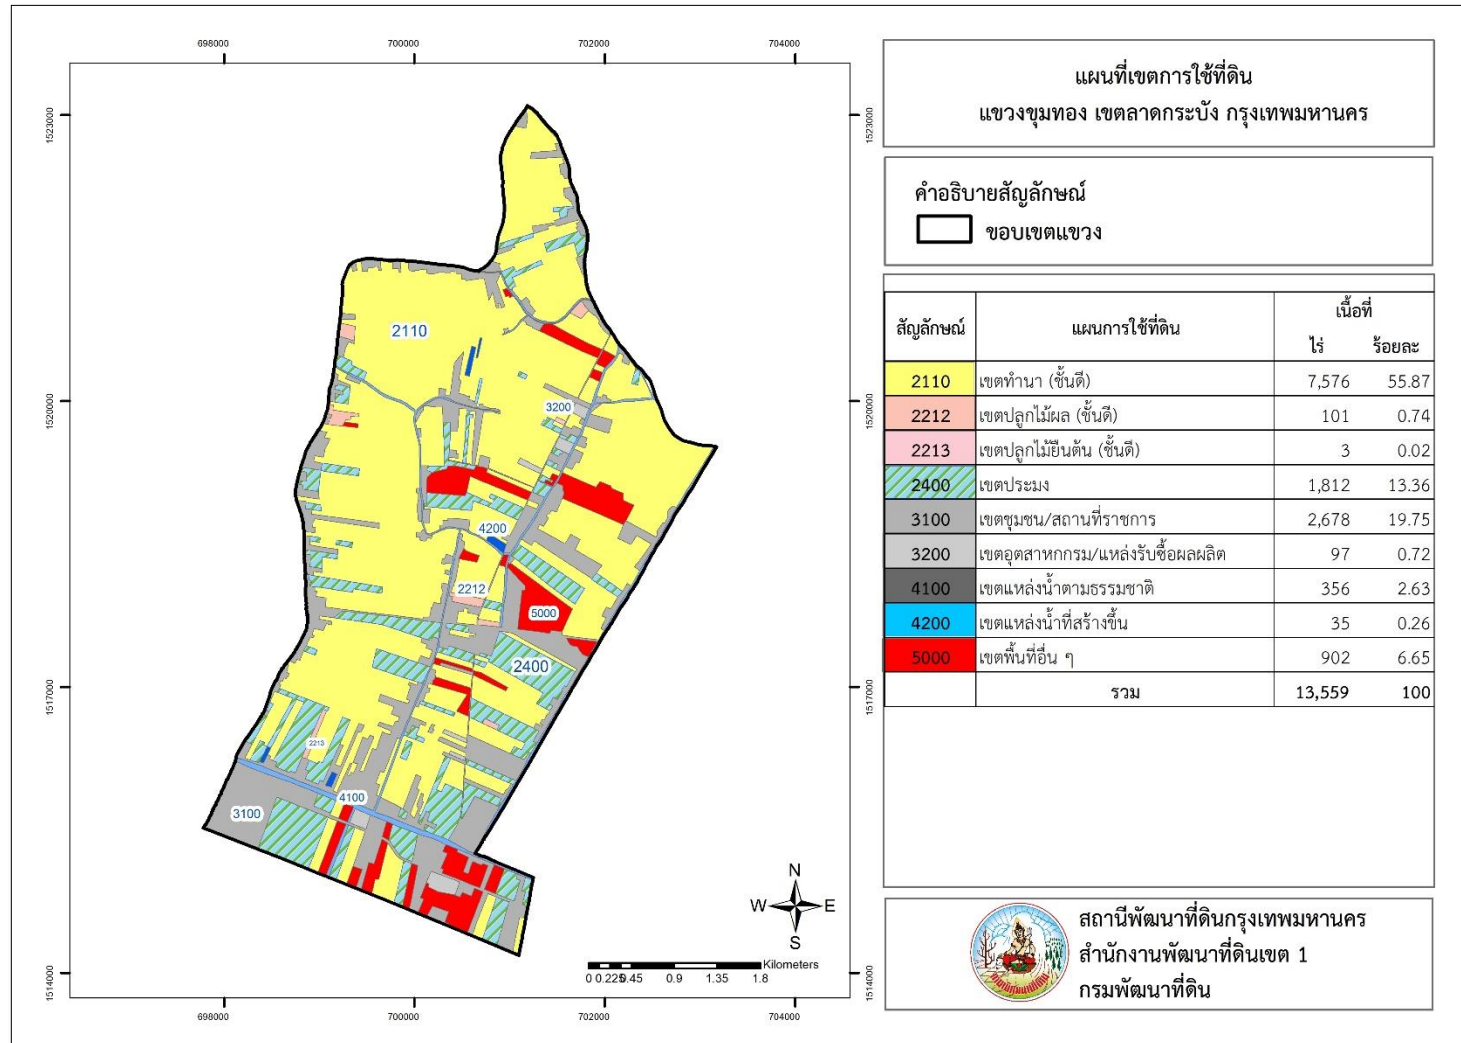 698000 700000 702000 704000
1523000 1523000
1520000 1520000
1517000 1517000
1514000 1514000
698000 700000 702000 704000
2110
3200
4200
2212
5000
2400
2213
4100
3100
N
W E
S
Kilometers
0 0.225 0.45 0.9 1.35 1.8
แผนที่เขตการใช้ที่ดิน
แขวงขุมทอง เขตลาดกระบัง กรุงเทพมหานคร
คำอธิบายสัญลักษณ์
ขอบเขตแขวง
สัญลักษณ์ แผนการใช้ที่ดิน เนื้อที่
ไร่ ร้อยละ
2110 เขตทำนา (ชั้นดี) 7,576 55.87
2212 เขตปลูกไม้ผล (ชั้นดี) 101 0.74
2213 เขตปลูกไม้ยืนต้น (ชั้นดี) 3 0.02
2400 เขตประมง 1,812 13.36
3100 เขตชุมชน/สถานที่ราชการ 2,678 19.75
3200 เขตอุตสาหกกรม/แหล่งรับซื้อผลผลิต 97 0.72
4100 เขตแหล่งน้ำตามธรรมชาติ 356 2.63
4200 เขตแหล่งน้ำที่สร้างขึ้น 35 0.26
5000 เขตพื้นที่อื่น ๆ 902 6.65
รวม 13,559 100
สถานีพัฒนาที่ดินกรุงเทพมหานคร
สำนักงานพัฒนาที่ดินเขต 1
กรมพัฒนาที่ดิน